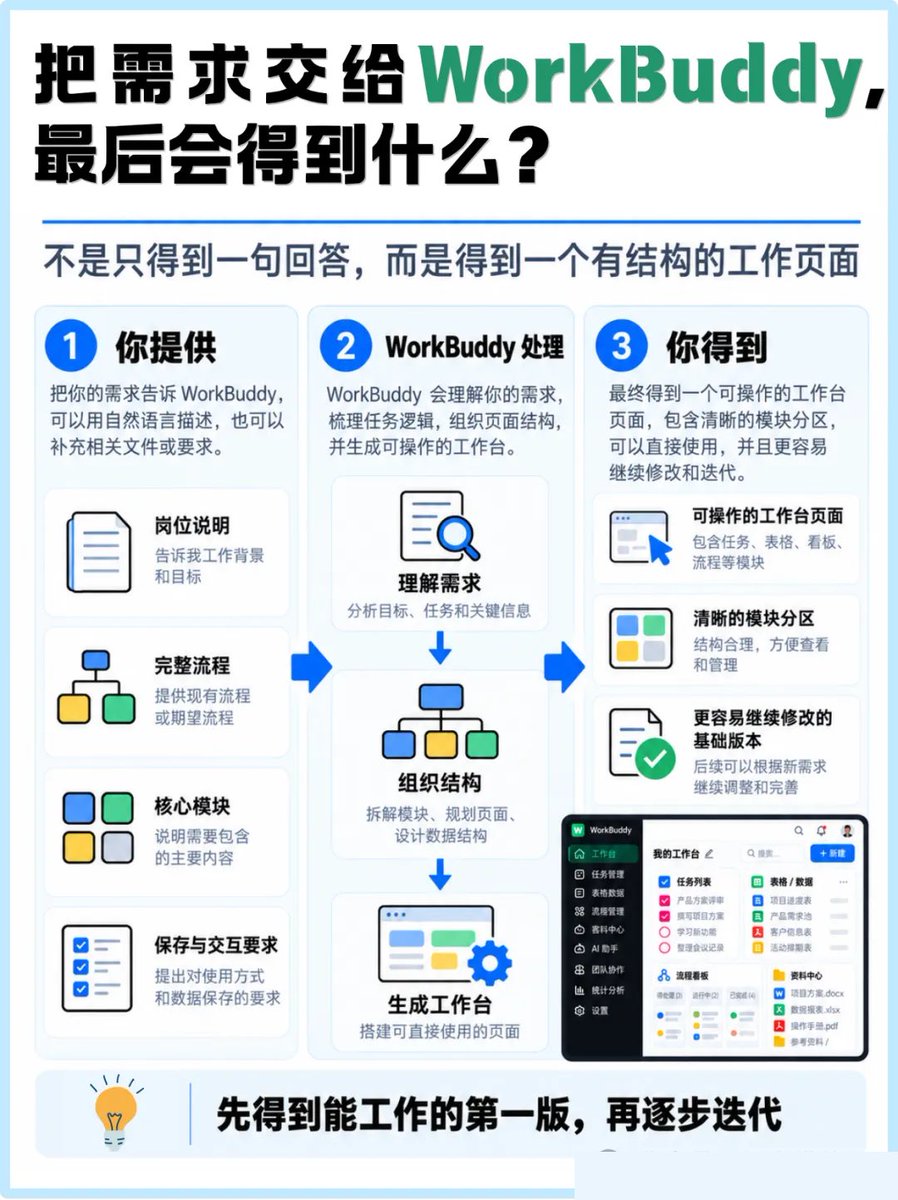 把需求交给WorkBuddy,
最后会得到什么?
不是只得到一句回答，而是得到一个有结构的工作页面
1 你提供
把你的需求告诉 WorkBuddy，
可以用自然语言描述，也可以
补充相关文件或要求。
岗位说明
告诉我工作背景
和目标
完整流程
提供现有流程
或期望流程
核心模块
说明需要包含
的主要内容
保存与交互要求
提出对使用方式
和数据保存的要求
2 WorkBuddy 处理
WorkBuddy 会理解你的需求，
梳理任务逻辑，组织页面结构，
并生成可操作的工作台。
理解需求
分析目标、任务和关键信息
组织结构
拆解模块、规划页面、
设计数据结构
生成工作台
搭建可直接使用的页面
3 你得到
最终得到一个可操作的工作台
页面，包含清晰的模块分区，
可以直接使用，并且更容易
继续修改和迭代。
可操作的工作台页面
包含任务、表格、看板、
流程等模块
清晰的模块分区
结构合理，方便查看
和管理
更容易继续修改的
基础版本
后续可以根据新需求
继续调整和完善
W WorkBuddy
工作台
任务管理
表格数据
流程管理
AI 助手
团队协作
统计分析
设置
我的工作台
搜索...
+ 新建
任务列表
产品方案评审
撰写项目方案
学习新功能
整理会议记录
表格 / 数据
项目进度表
产品需求池
客户信息表
活动排期表
流程看板
待处理(2)
进行中(2)
已完成(4)
资料中心
项目方案.docx
数据报表.xlsx
操作手册.pdf
参考资料 /
先得到能工作的第一版，再逐步迭代